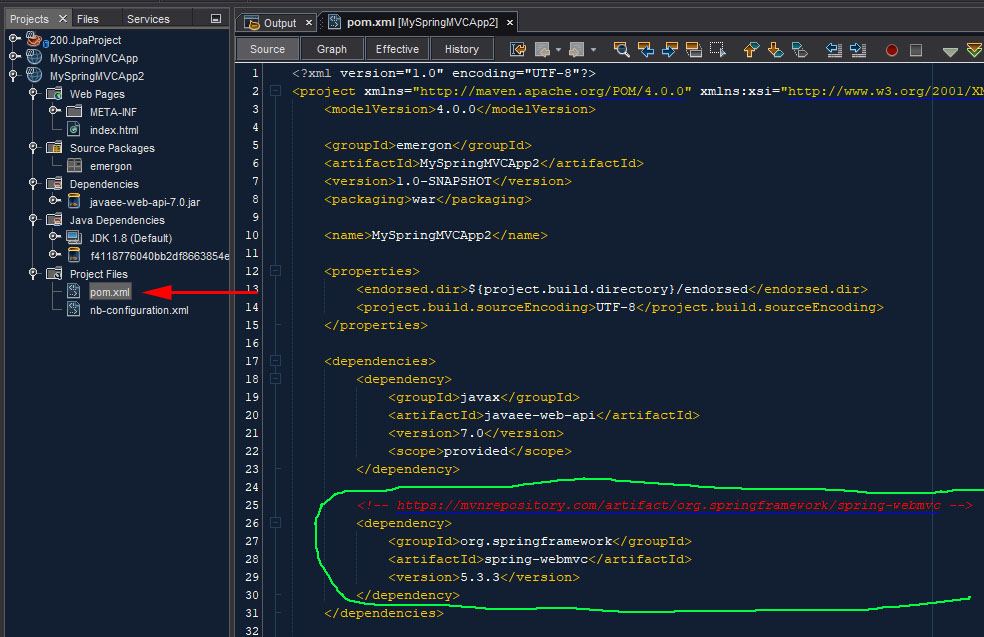 Projects
Files
Services
200.JpaProject
MySpringMVCApp
MySpringMVCApp2
Web Pages
META-INF
index.html
Source Packages
emergon
Dependencies
javaee-web-api-7.0.jar
Java Dependencies
JDK 1.8 (Default)
f4118776040bb2df8663854e
Project Files
pom.xml
nb-configuration.xml
Output
pom.xml [MySpringMVCApp2]
Source Graph Effective History
1 <?xml version="1.0" encoding="UTF-8"?>
2 <project xmlns="http://maven.apache.org/POM/4.0.0" xmlns:xsi="http://www.w3.org/2001/XM
3 <modelVersion>4.0.0</modelVersion>
4
5 <groupId>emergon</groupId>
6 <artifactId>MySpringMVCApp2</artifactId>
7 <version>1.0-SNAPSHOT</version>
8 <packaging>war</packaging>
9
10 <name>MySpringMVCApp2</name>
11
12 <properties>
13 <endorsed.dir>${project.build.directory}/endorsed</endorsed.dir>
14 <project.build.sourceEncoding>UTF-8</project.build.sourceEncoding>
15 </properties>
16
17 <dependencies>
18 <dependency>
19 <groupId>javax</groupId>
20 <artifactId>javaee-web-api</artifactId>
21 <version>7.0</version>
22 <scope>provided</scope>
23 </dependency>
24
25 <!-- https://mvnrepository.com/artifact/org.springframework/spring-webmvc -->
26 <dependency>
27 <groupId>org.springframework</groupId>
28 <artifactId>spring-webmvc</artifactId>
29 <version>5.3.3</version>
30 </dependency>
31 </dependencies>
32